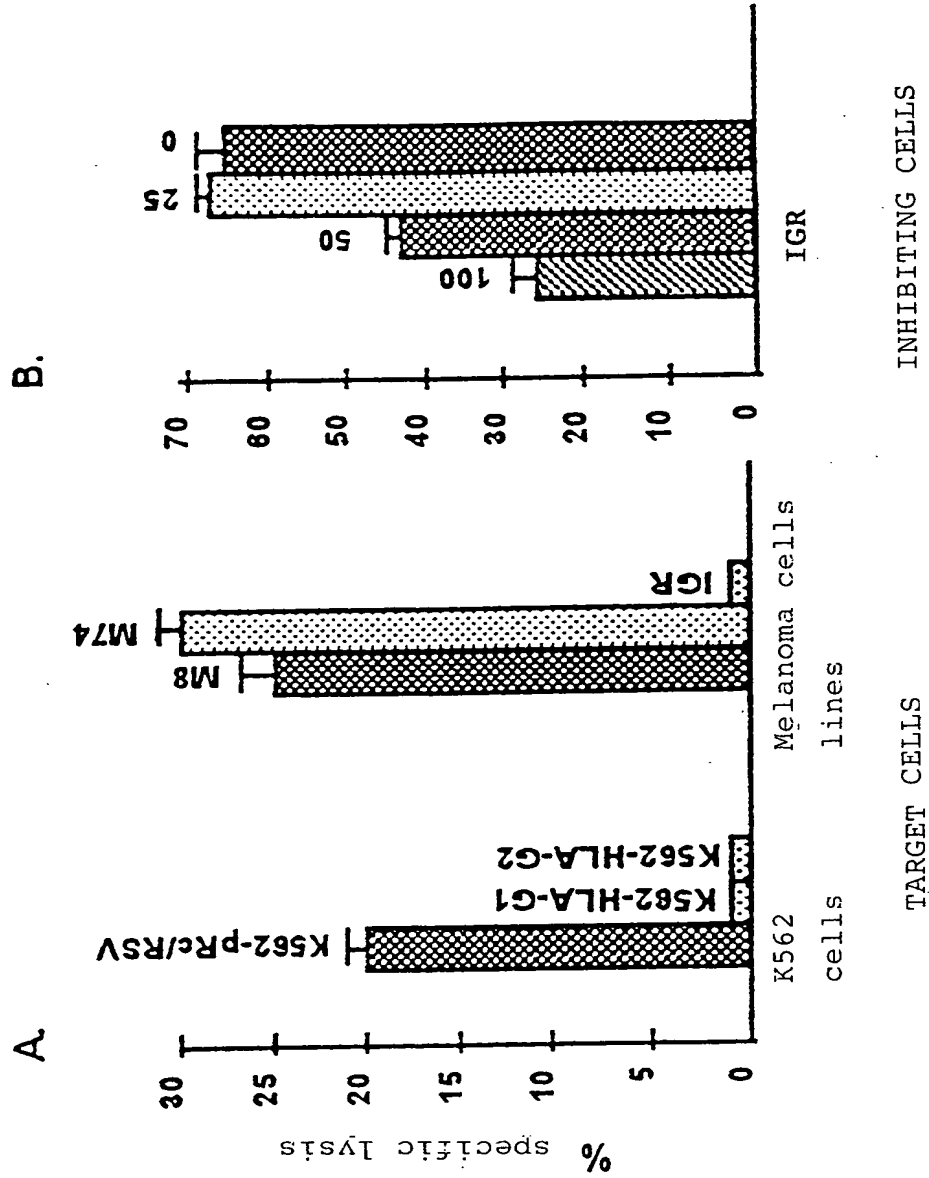 A.
% specific lysis
30
25
20
15
10
5
0
K562-pRc/RSV
K562-HLA-G1
K562-HLA-G2
M8
M74
IGR
K562
cells
Melanoma cells
lines
TARGET CELLS
B.
70
60
50
40
30
20
10
0
100
50
25
0
IGR
INHIBITING CELLS